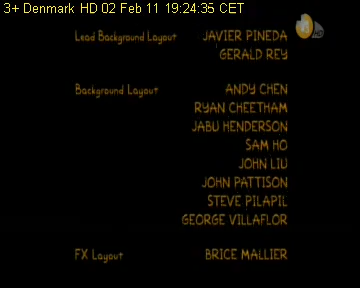 3+ Denmark HD 02 Feb 11 19:24:35 CET
Lead Background Layout JAVIER PINEDA
GERALD REY
Background Layout ANDY CHEN
RYAN CHEETHAM
JABU HENDERSON
SAM HO
JOHN LIU
JOHN PATTISON
STEVE PILAPIL
GEORGE VILLAFLOR
FX Layout BRICE MALLIER